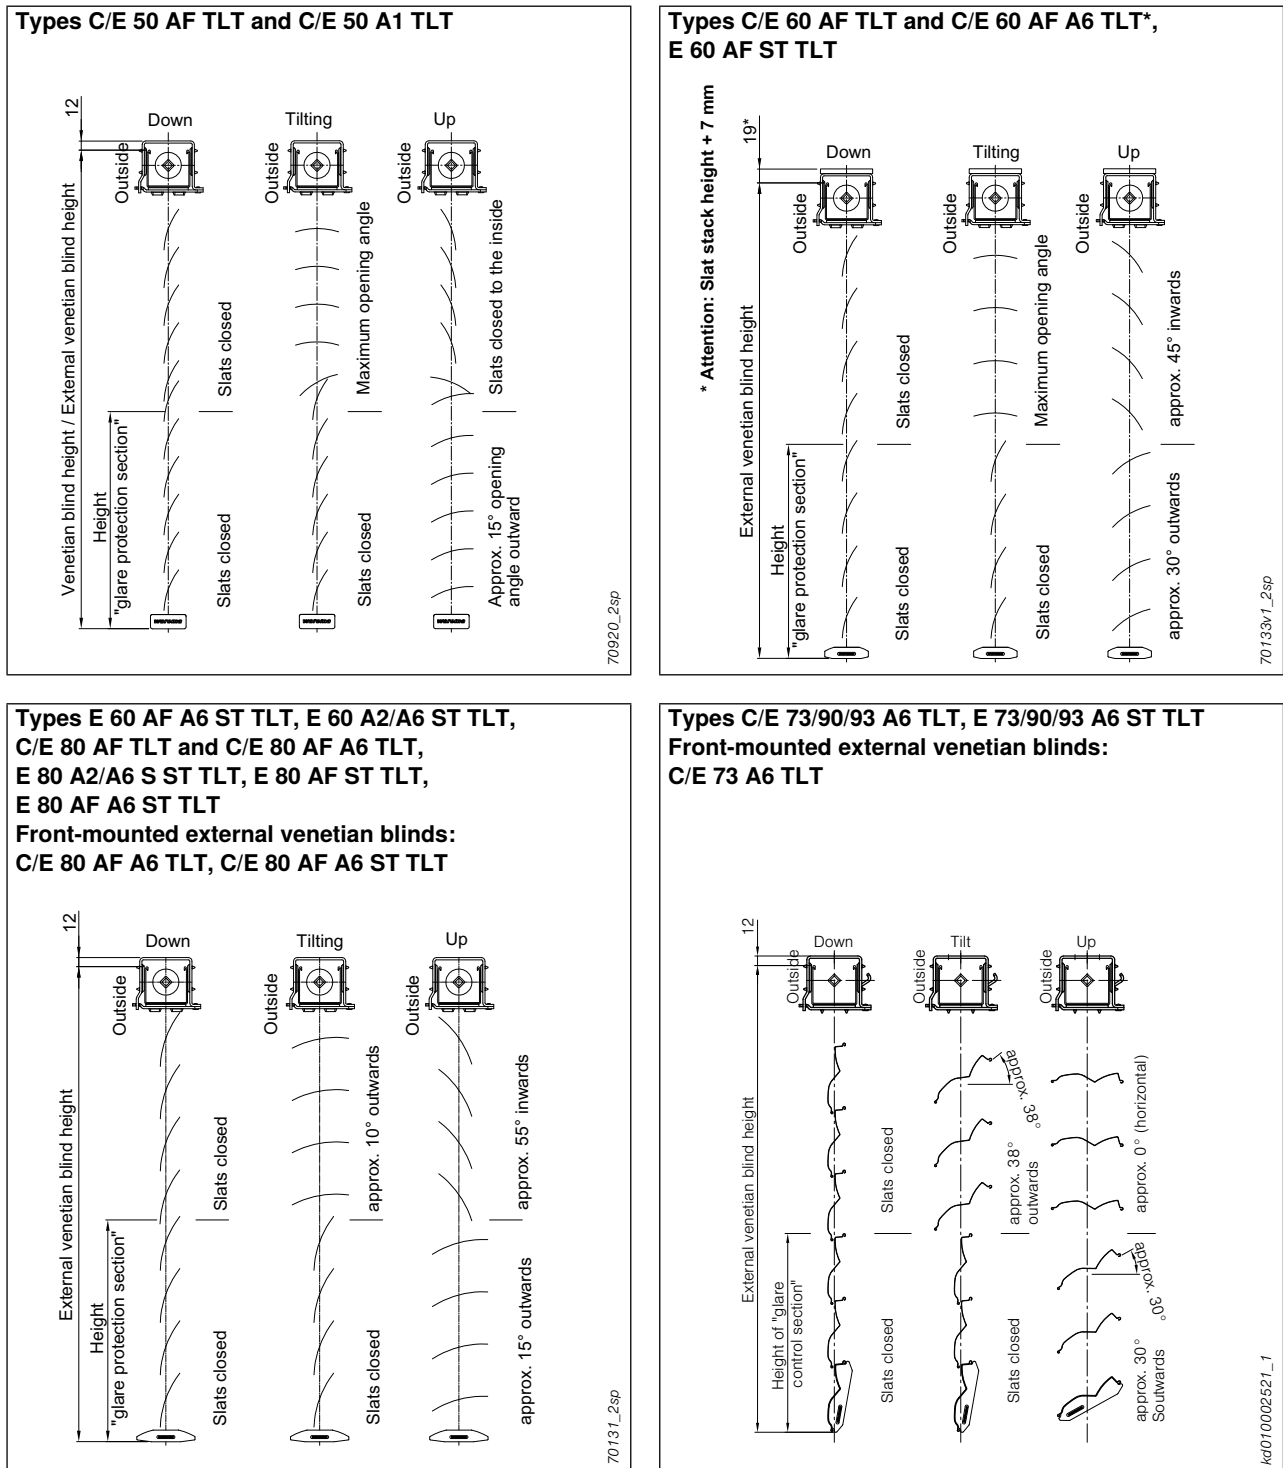 Types C/E 50 AF TLT and C/E 50 A1 TLT
12
Down
Tilting
Up
Outside
Outside
Outside
Venetian blind height / External venetian blind height
Height
"glare protection section"
Slats closed
Slats closed
Maximum opening angle
Slats closed
Slats closed to the inside
Approx. 15° opening
angle outward
warema
warema
warema
70920_2sp
Types C/E 60 AF TLT and C/E 60 AF A6 TLT*,
E 60 AF ST TLT
* Attention: Slat stack height + 7 mm
19*
Down
Tilting
Up
Outside
Outside
Outside
External venetian blind height
Height
"glare protection section"
Slats closed
Slats closed
Maximum opening angle
Slats closed
approx. 45° inwards
approx. 30° outwards
70133v1_2sp
Types E 60 AF A6 ST TLT, E 60 A2/A6 ST TLT,
C/E 80 AF TLT and C/E 80 AF A6 TLT,
E 80 A2/A6 S ST TLT, E 80 AF ST TLT,
E 80 AF A6 ST TLT
Front-mounted external venetian blinds:
C/E 80 AF A6 TLT, C/E 80 AF A6 ST TLT
12
Down
Tilting
Up
Outside
Outside
Outside
External venetian blind height
Height
"glare protection section"
Slats closed
Slats closed
approx. 10° outwards
Slats closed
approx. 55° inwards
approx. 15° outwards
70131_2sp
Types C/E 73/90/93 A6 TLT, E 73/90/93 A6 ST TLT
Front-mounted external venetian blinds:
C/E 73 A6 TLT
12
Down
Tilt
Up
Outside
Outside
Outside
External venetian blind height
Height of "glare
control section"
Slats closed
Slats closed
approx. 38°
approx. 38°
outwards
Slats closed
approx. 0° (horizontal)
approx. 30°
approx. 30°
Soutwards
kd010002521_1